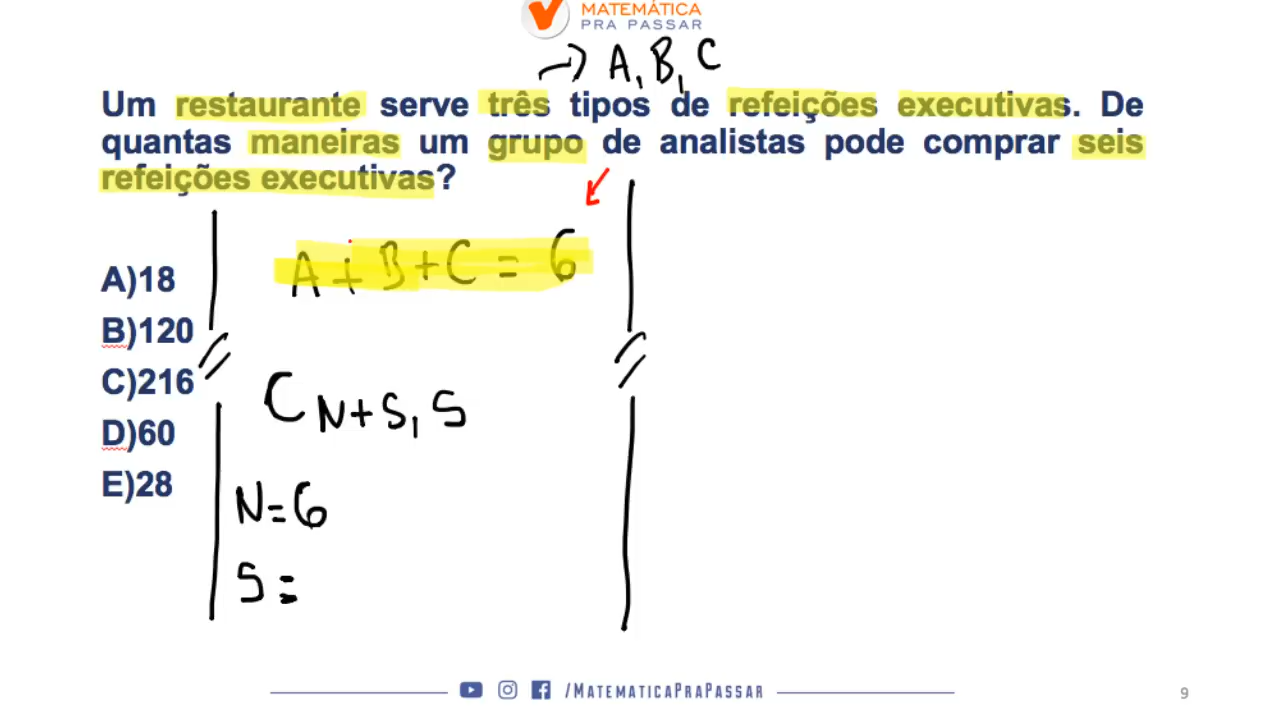 MATEMÁTICA
PRA PASSAR
→ A, B, C
Um restaurante serve três tipos de refeições executivas. De
quantas maneiras um grupo de analistas pode comprar seis
refeições executivas?
A + B + C = 6
A)18
B)120
C)216
D)60
E)28
C N+S, S
N=6
S=
/MATEMATICAPRAPASSAR
9